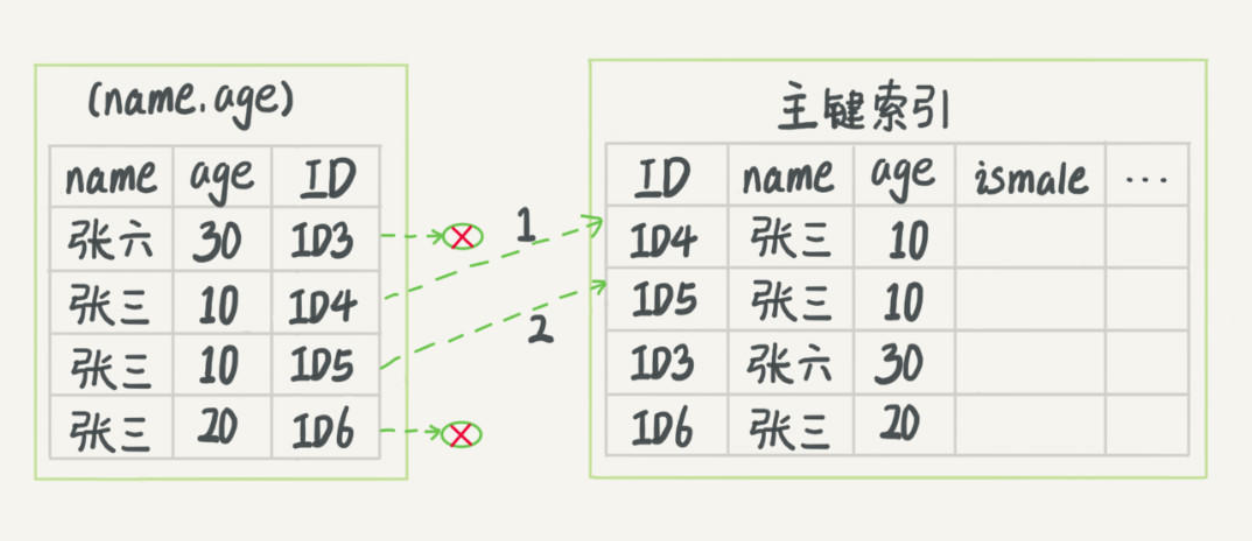 (name.age)
name age ID
张六 30 ID3
张三 10 ID4
张三 10 ID5
张三 20 ID6
1
2
主键索引
ID name age ismale ...
ID4 张三 10
ID5 张三 10
ID3 张六 30
ID6 张三 20